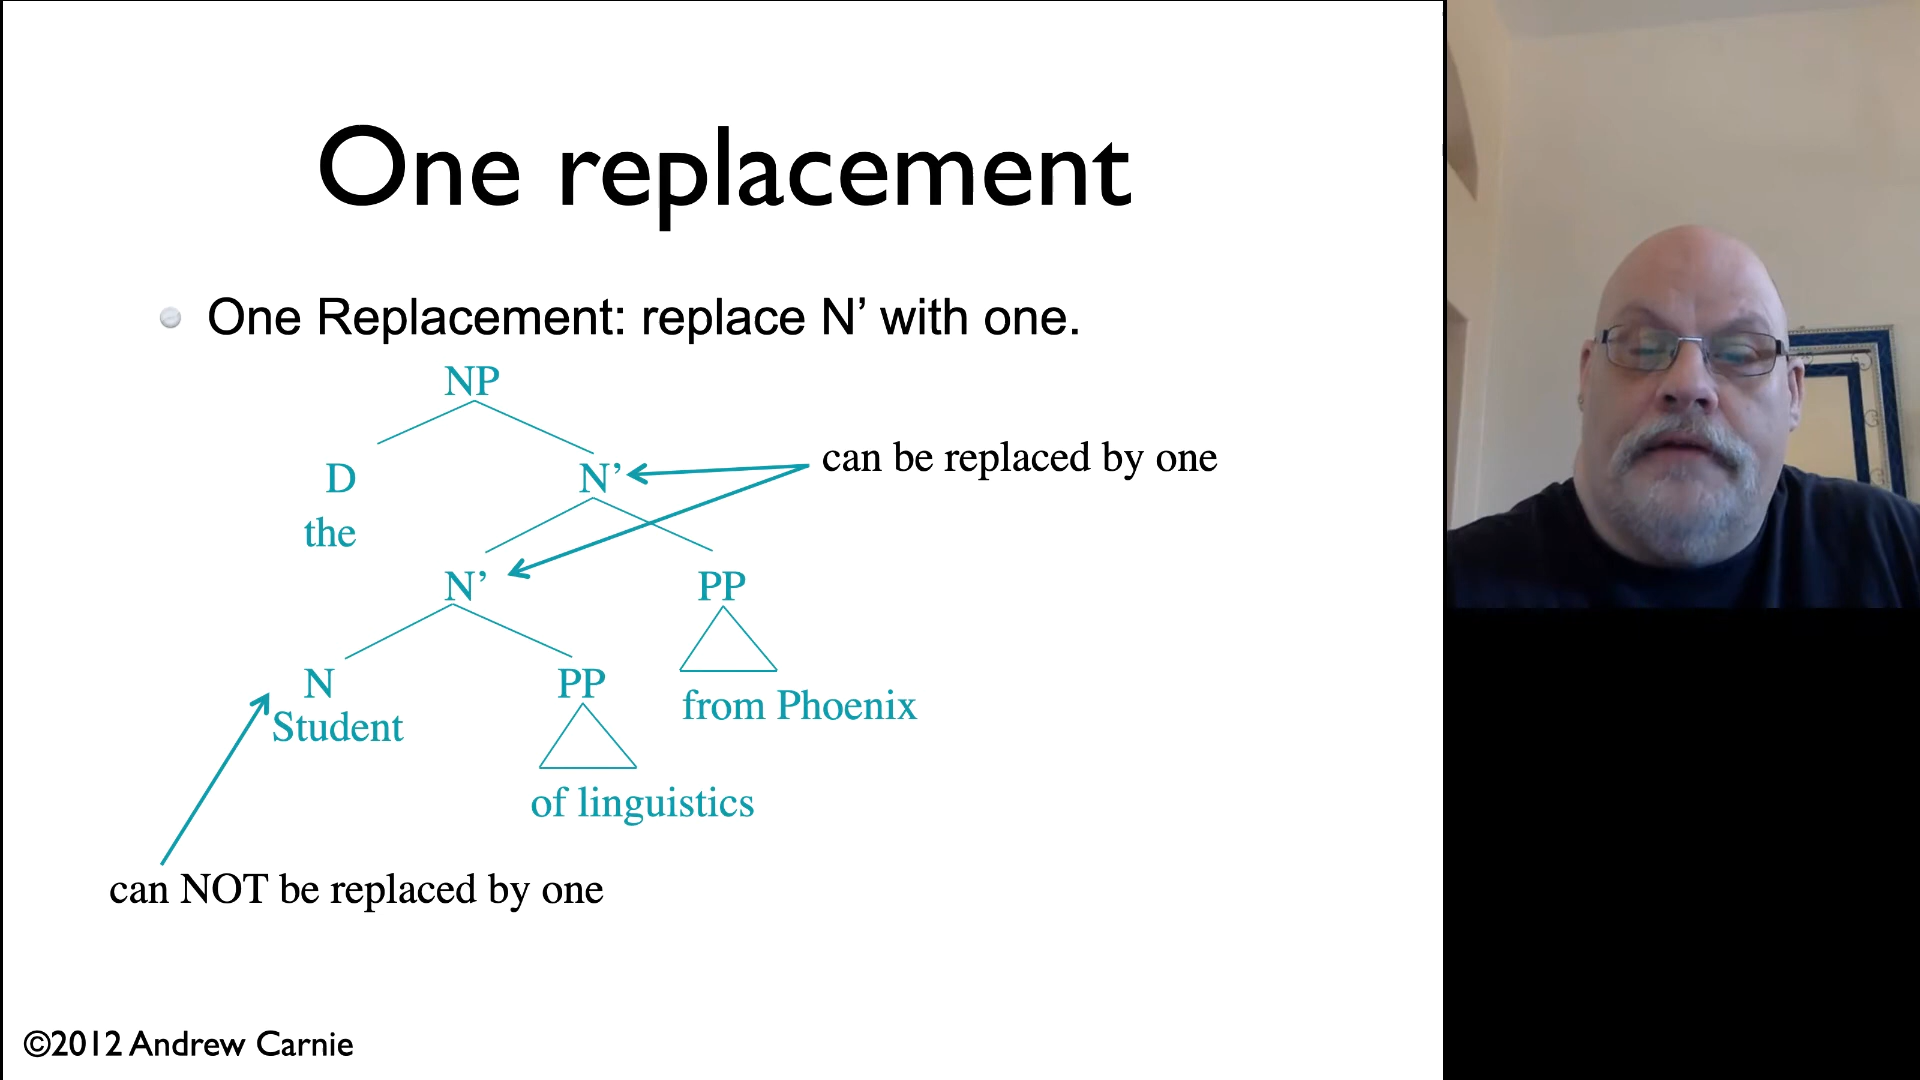 One replacement
One Replacement: replace N’ with one.
NP
can be replaced by one
D
N’
the
N’
PP
N
PP
Student
from Phoenix
of linguistics
can NOT be replaced by one
©2012 Andrew Carnie